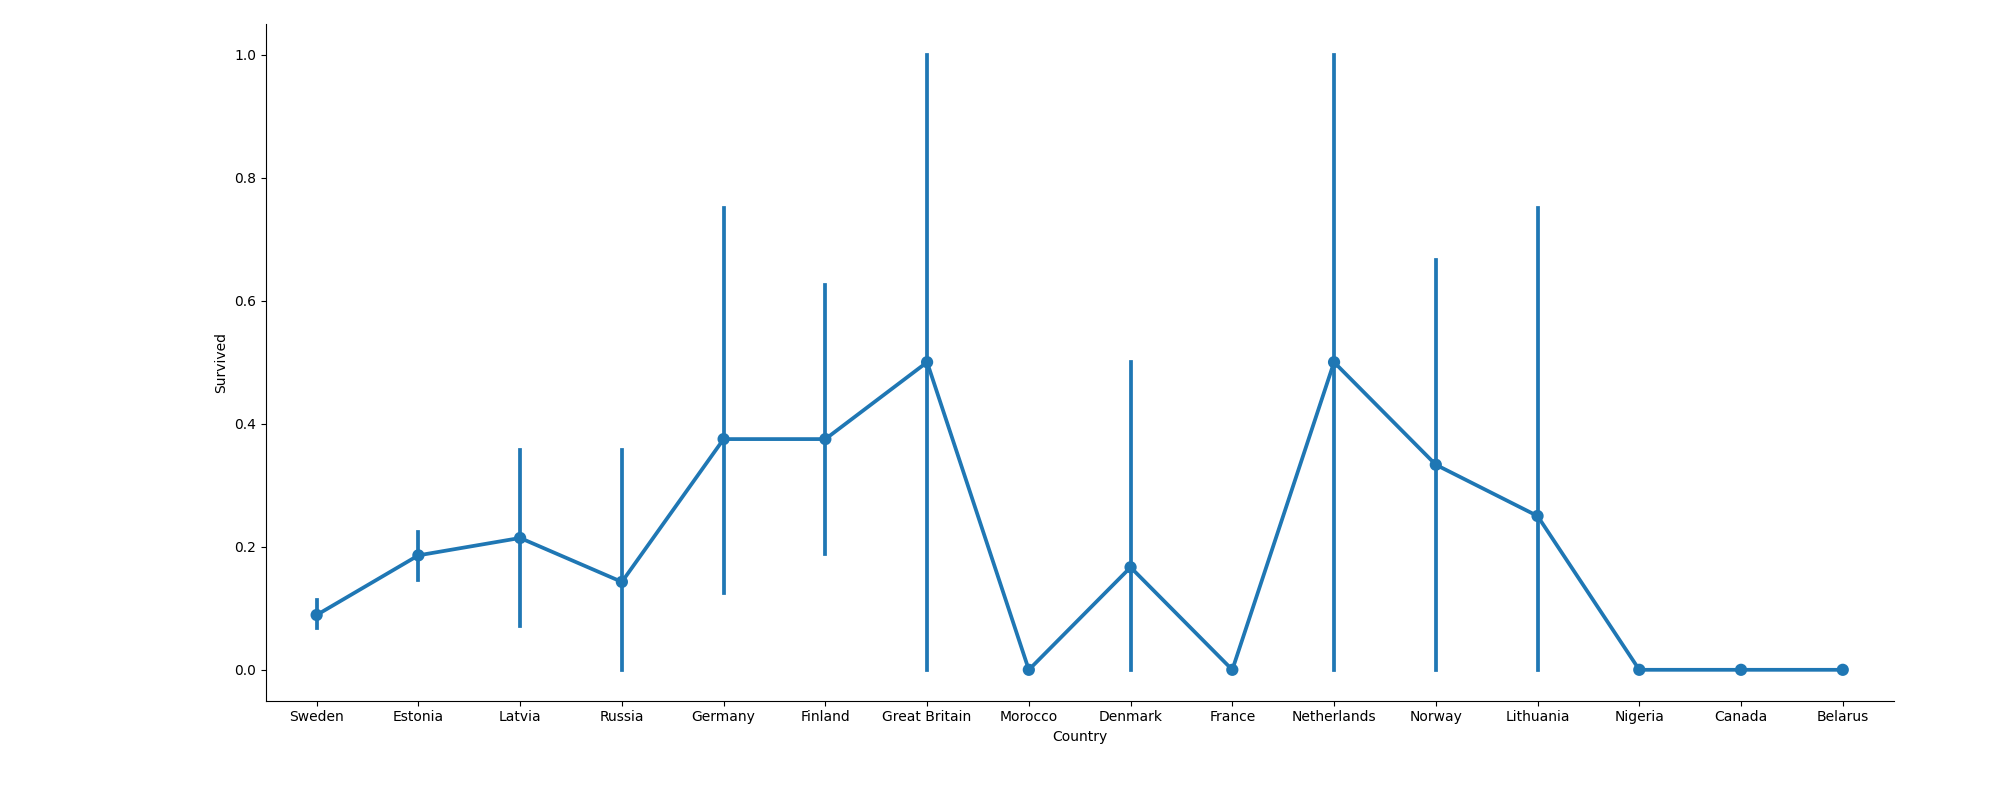 1.0
0.8
0.6
0.4
0.2
0.0
Survived
Sweden Estonia Latvia Russia Germany Finland Great Britain Morocco Denmark France Netherlands Norway Lithuania Nigeria Canada Belarus
Country